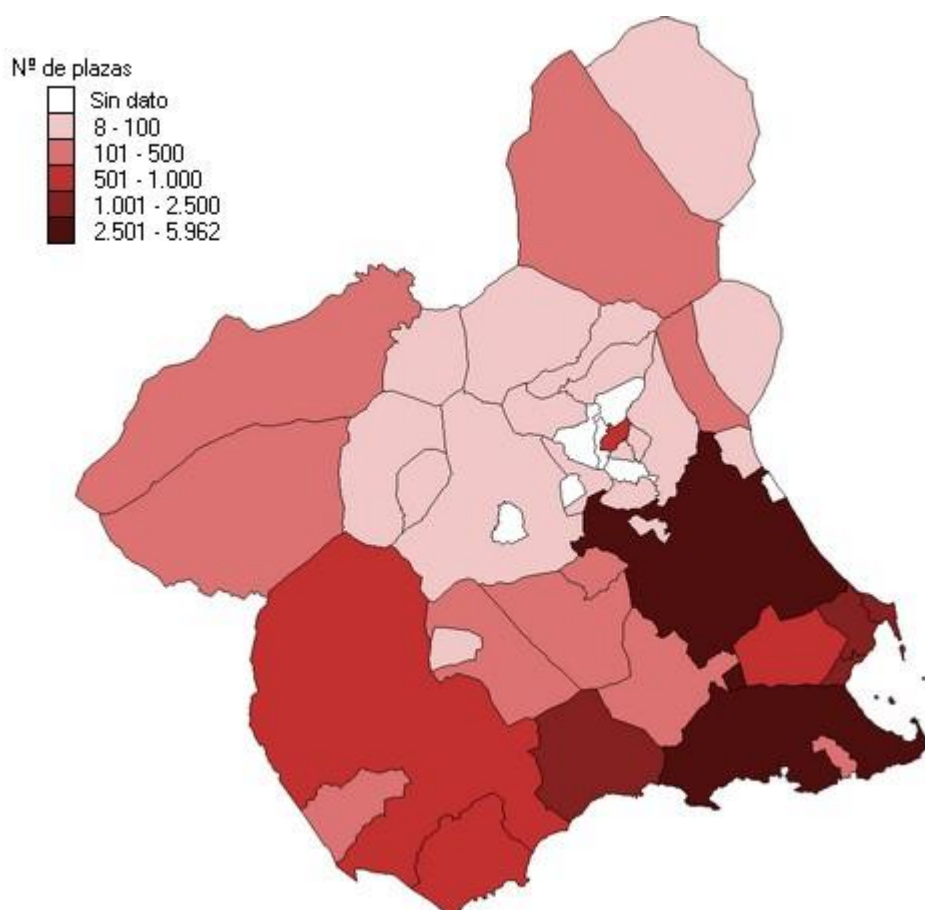 Nº de plazas
Sin dato
8 - 100
101 - 500
501 - 1.000
1.001 - 2.500
2.501 - 5.962